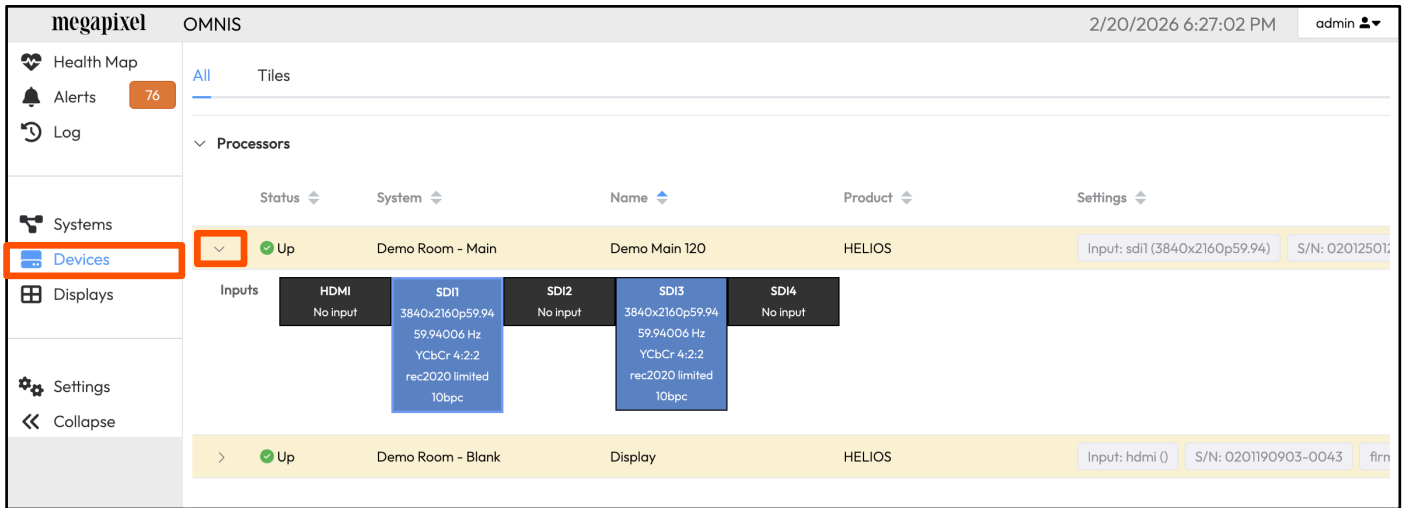 megapixel OMNIS 2/20/2026 6:27:02 PM admin
Health Map
Alerts 76
Log
Systems
Devices
Displays
Settings
Collapse
All Tiles
Processors
Status System Name Product Settings
Up Demo Room - Main Demo Main 120 HELIOS Input: sdi1 (3840x2160p59.94) S/N: 020125012
Inputs
HDMI
No input
SDI1
3840x2160p59.94
59.94006 Hz
YCbCr 4:2:2
rec2020 limited
10bpc
SDI2
No input
SDI3
3840x2160p59.94
59.94006 Hz
YCbCr 4:2:2
rec2020 limited
10bpc
SDI4
No input
Up Demo Room - Blank Display HELIOS Input: hdmi () S/N: 0201190903-0043 firm